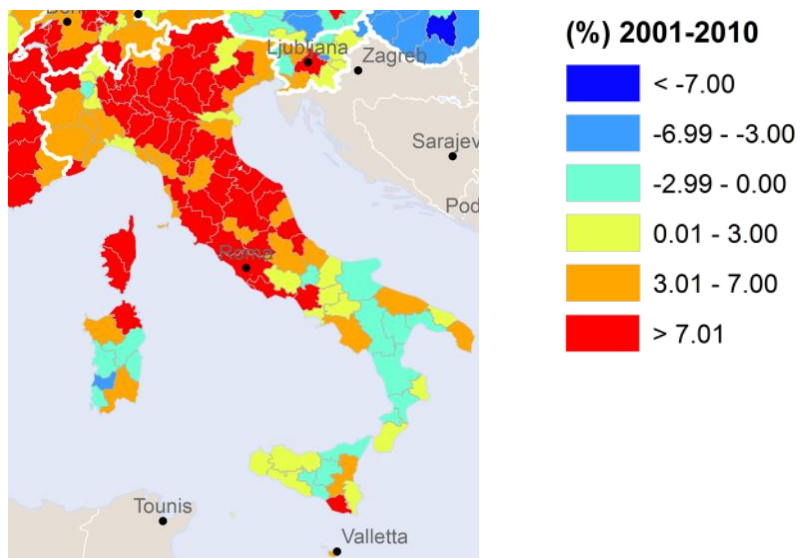 Ljubljana
Zagreb
Sarajev
Pod
Roma
Tounis
Valletta
(%) 2001-2010
< -7.00
-6.99 - -3.00
-2.99 - 0.00
0.01 - 3.00
3.01 - 7.00
> 7.01